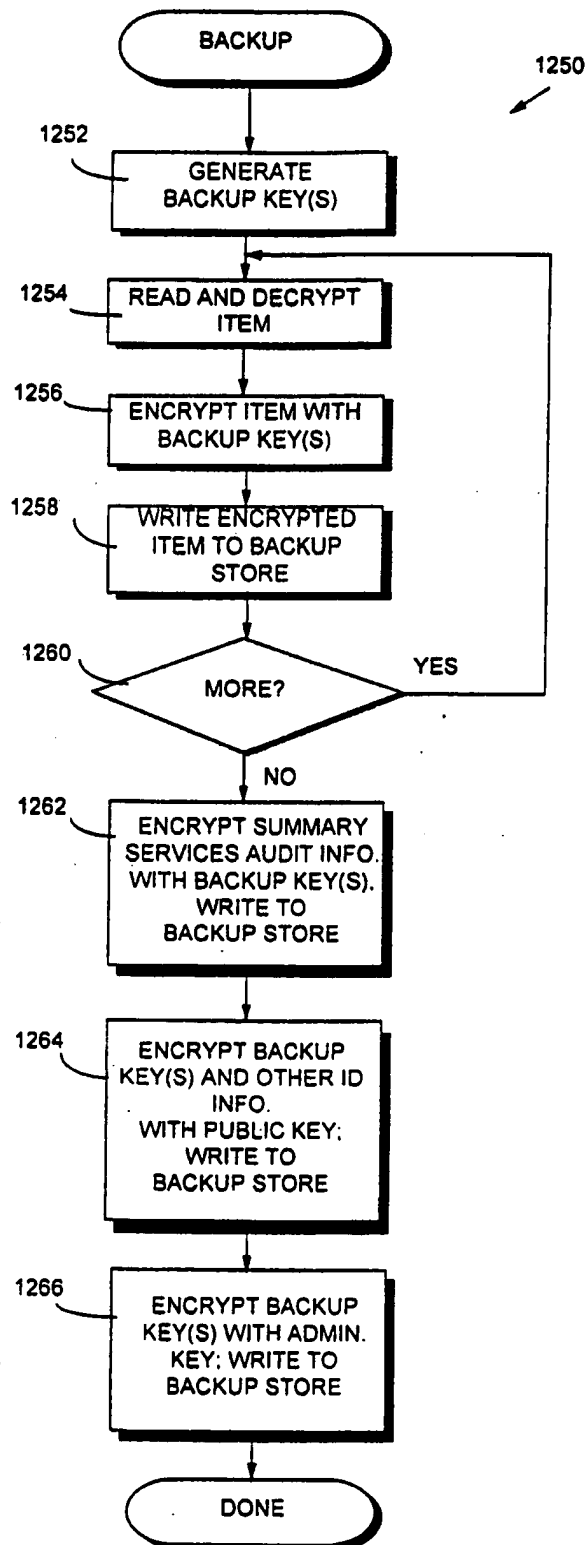 BACKUP
1250
1252
GENERATE
BACKUP KEY(S)
1254
READ AND DECRYPT
ITEM
1256
ENCRYPT ITEM WITH
BACKUP KEY(S)
1258
WRITE ENCRYPTED
ITEM TO BACKUP
STORE
1260
MORE?
YES
NO
1262
ENCRYPT SUMMARY
SERVICES AUDIT INFO.
WITH BACKUP KEY(S).
WRITE TO
BACKUP STORE
1264
ENCRYPT BACKUP
KEY(S) AND OTHER ID
INFO.
WITH PUBLIC KEY;
WRITE TO
BACKUP STORE
1266
ENCRYPT BACKUP
KEY(S) WITH ADMIN.
KEY; WRITE TO
BACKUP STORE
DONE